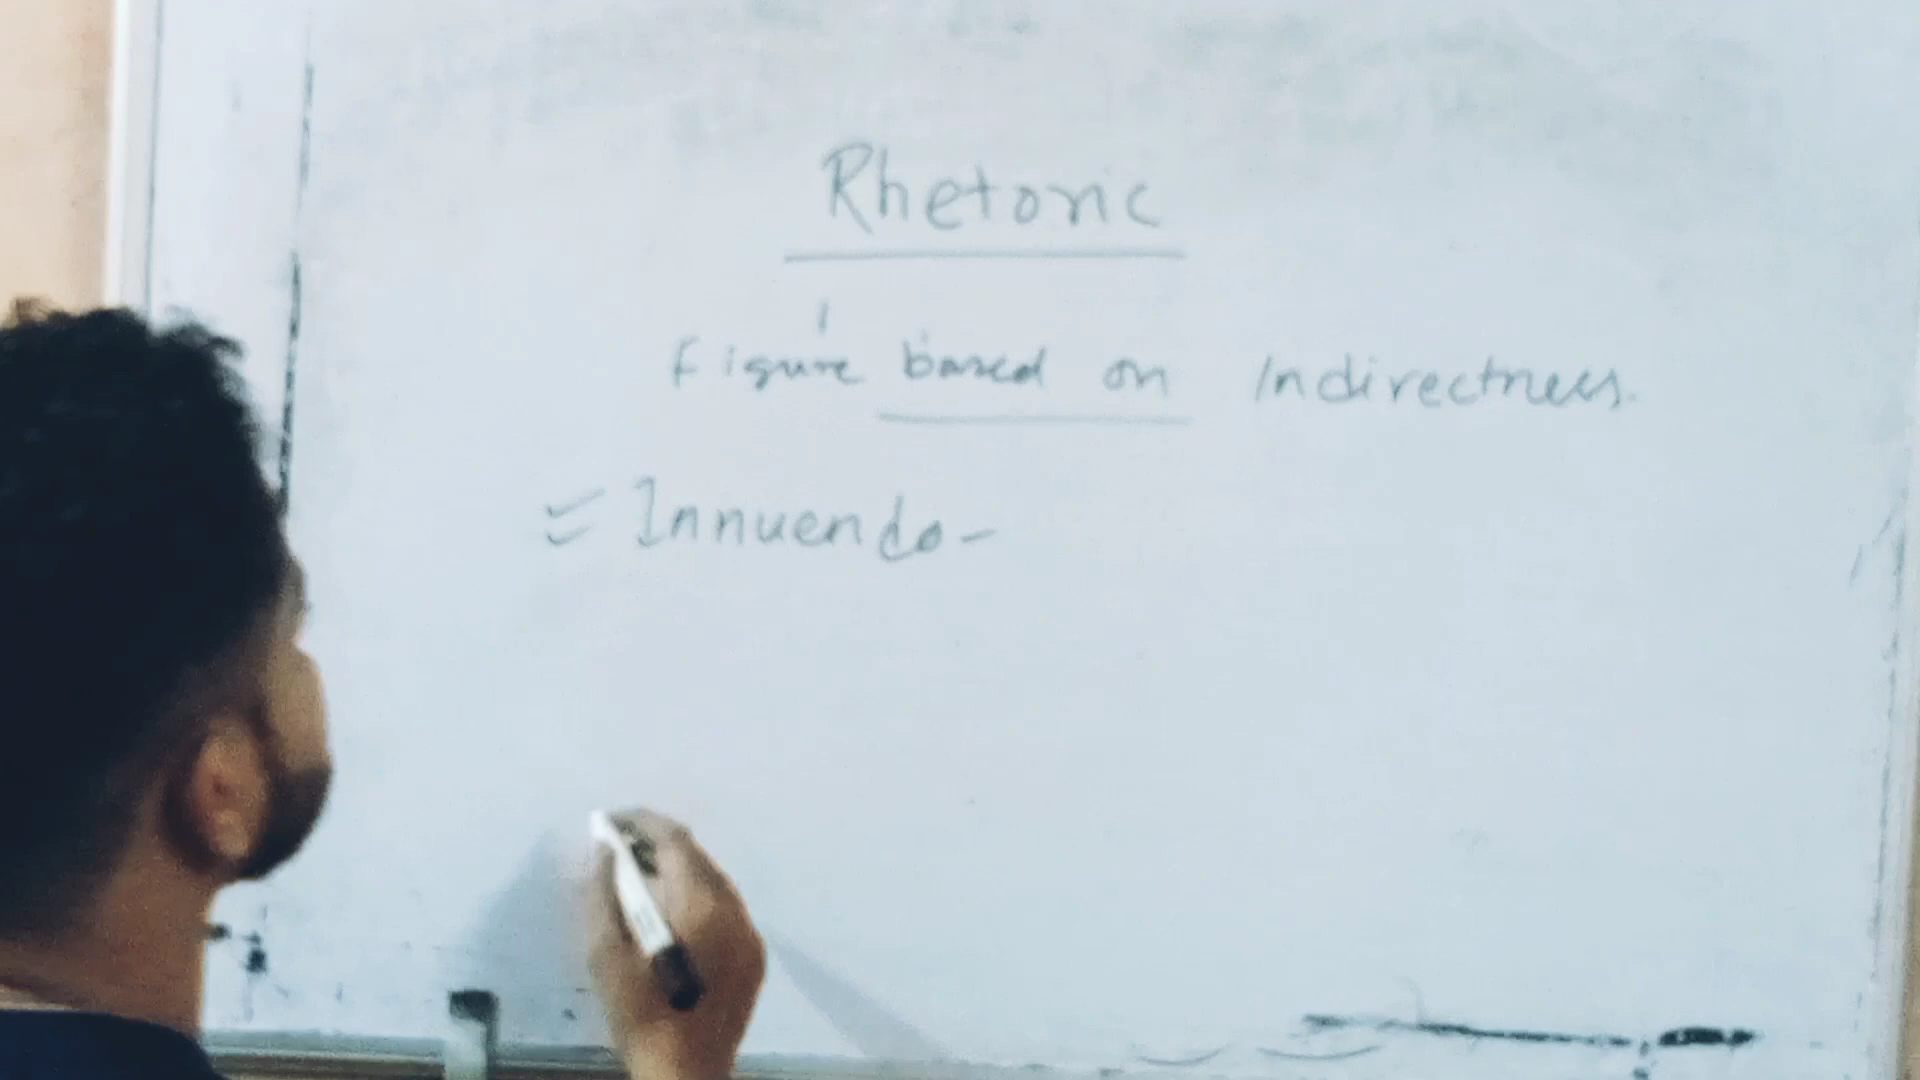 Rhetoric
Figure based on Indirectness.
= Innuendo -